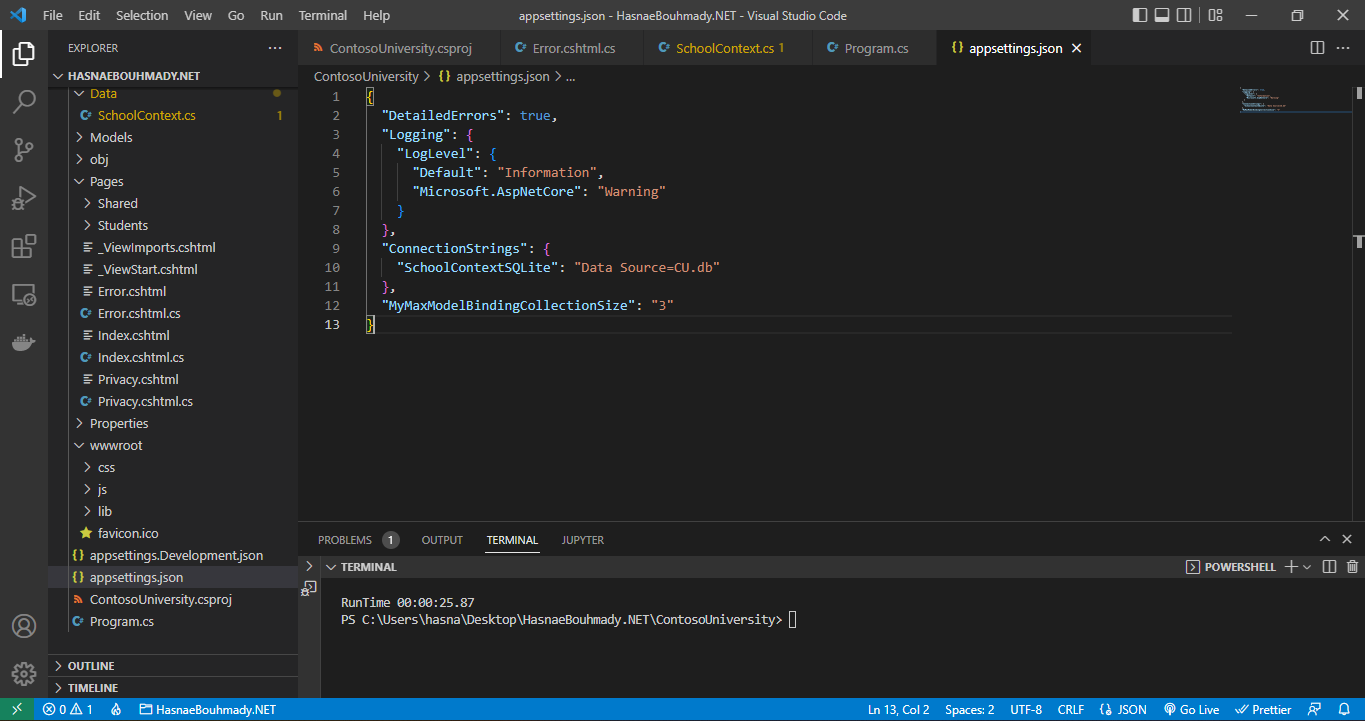 File Edit Selection View Go Run Terminal Help
appsettings.json - HasnaeBouhmady.NET - Visual Studio Code
EXPLORER
HASNAEBOUHMADY.NET
Data
SchoolContext.cs 1
Models
obj
Pages
Shared
Students
_ViewImports.cshtml
_ViewStart.cshtml
Error.cshtml
Error.cshtml.cs
Index.cshtml
Index.cshtml.cs
Privacy.cshtml
Privacy.cshtml.cs
Properties
wwwroot
css
js
lib
favicon.ico
appsettings.Development.json
appsettings.json
ContosoUniversity.csproj
Program.cs
OUTLINE
TIMELINE
ContosoUniversity.csproj Error.cshtml.cs SchoolContext.cs 1 Program.cs {} appsettings.json
ContosoUniversity > {} appsettings.json > ...
1 {
2 "DetailedErrors": true,
3 "Logging": {
4 "LogLevel": {
5 "Default": "Information",
6 "Microsoft.AspNetCore": "Warning"
7 }
8 },
9 "ConnectionStrings": {
10 "SchoolContextSQLite": "Data Source=CU.db"
11 },
12 "MyMaxModelBindingCollectionSize": "3"
13 }
PROBLEMS 1 OUTPUT TERMINAL JUPYTER
TERMINAL
POWERSHELL
RunTime 00:00:25.87
PS C:\Users\hasna\Desktop\HasnaeBouhmady.NET\ContosoUniversity>
0 1 HasnaeBouhmady.NET Ln 13, Col 2 Spaces: 2 UTF-8 CRLF {} JSON Go Live Prettier